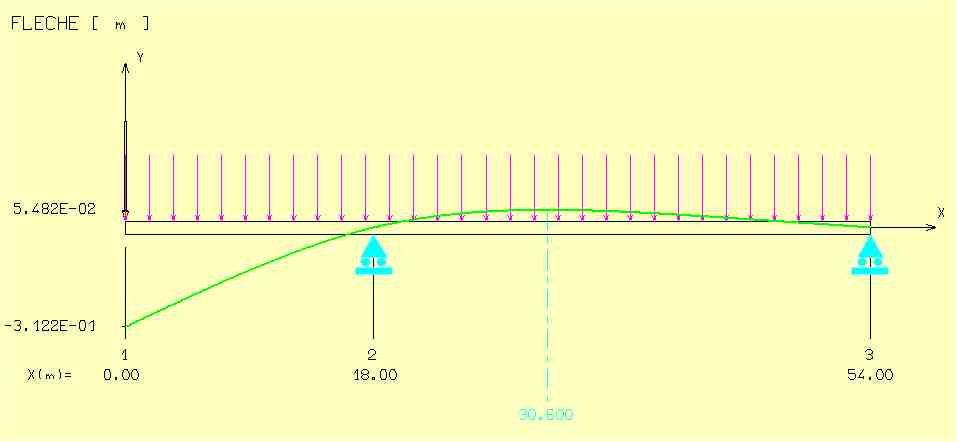 FLECHE [ m ]
Y
5.482E-02
X
-3.122E-01
1 2 3
X(m)= 0.00 18.00 54.00
30.600